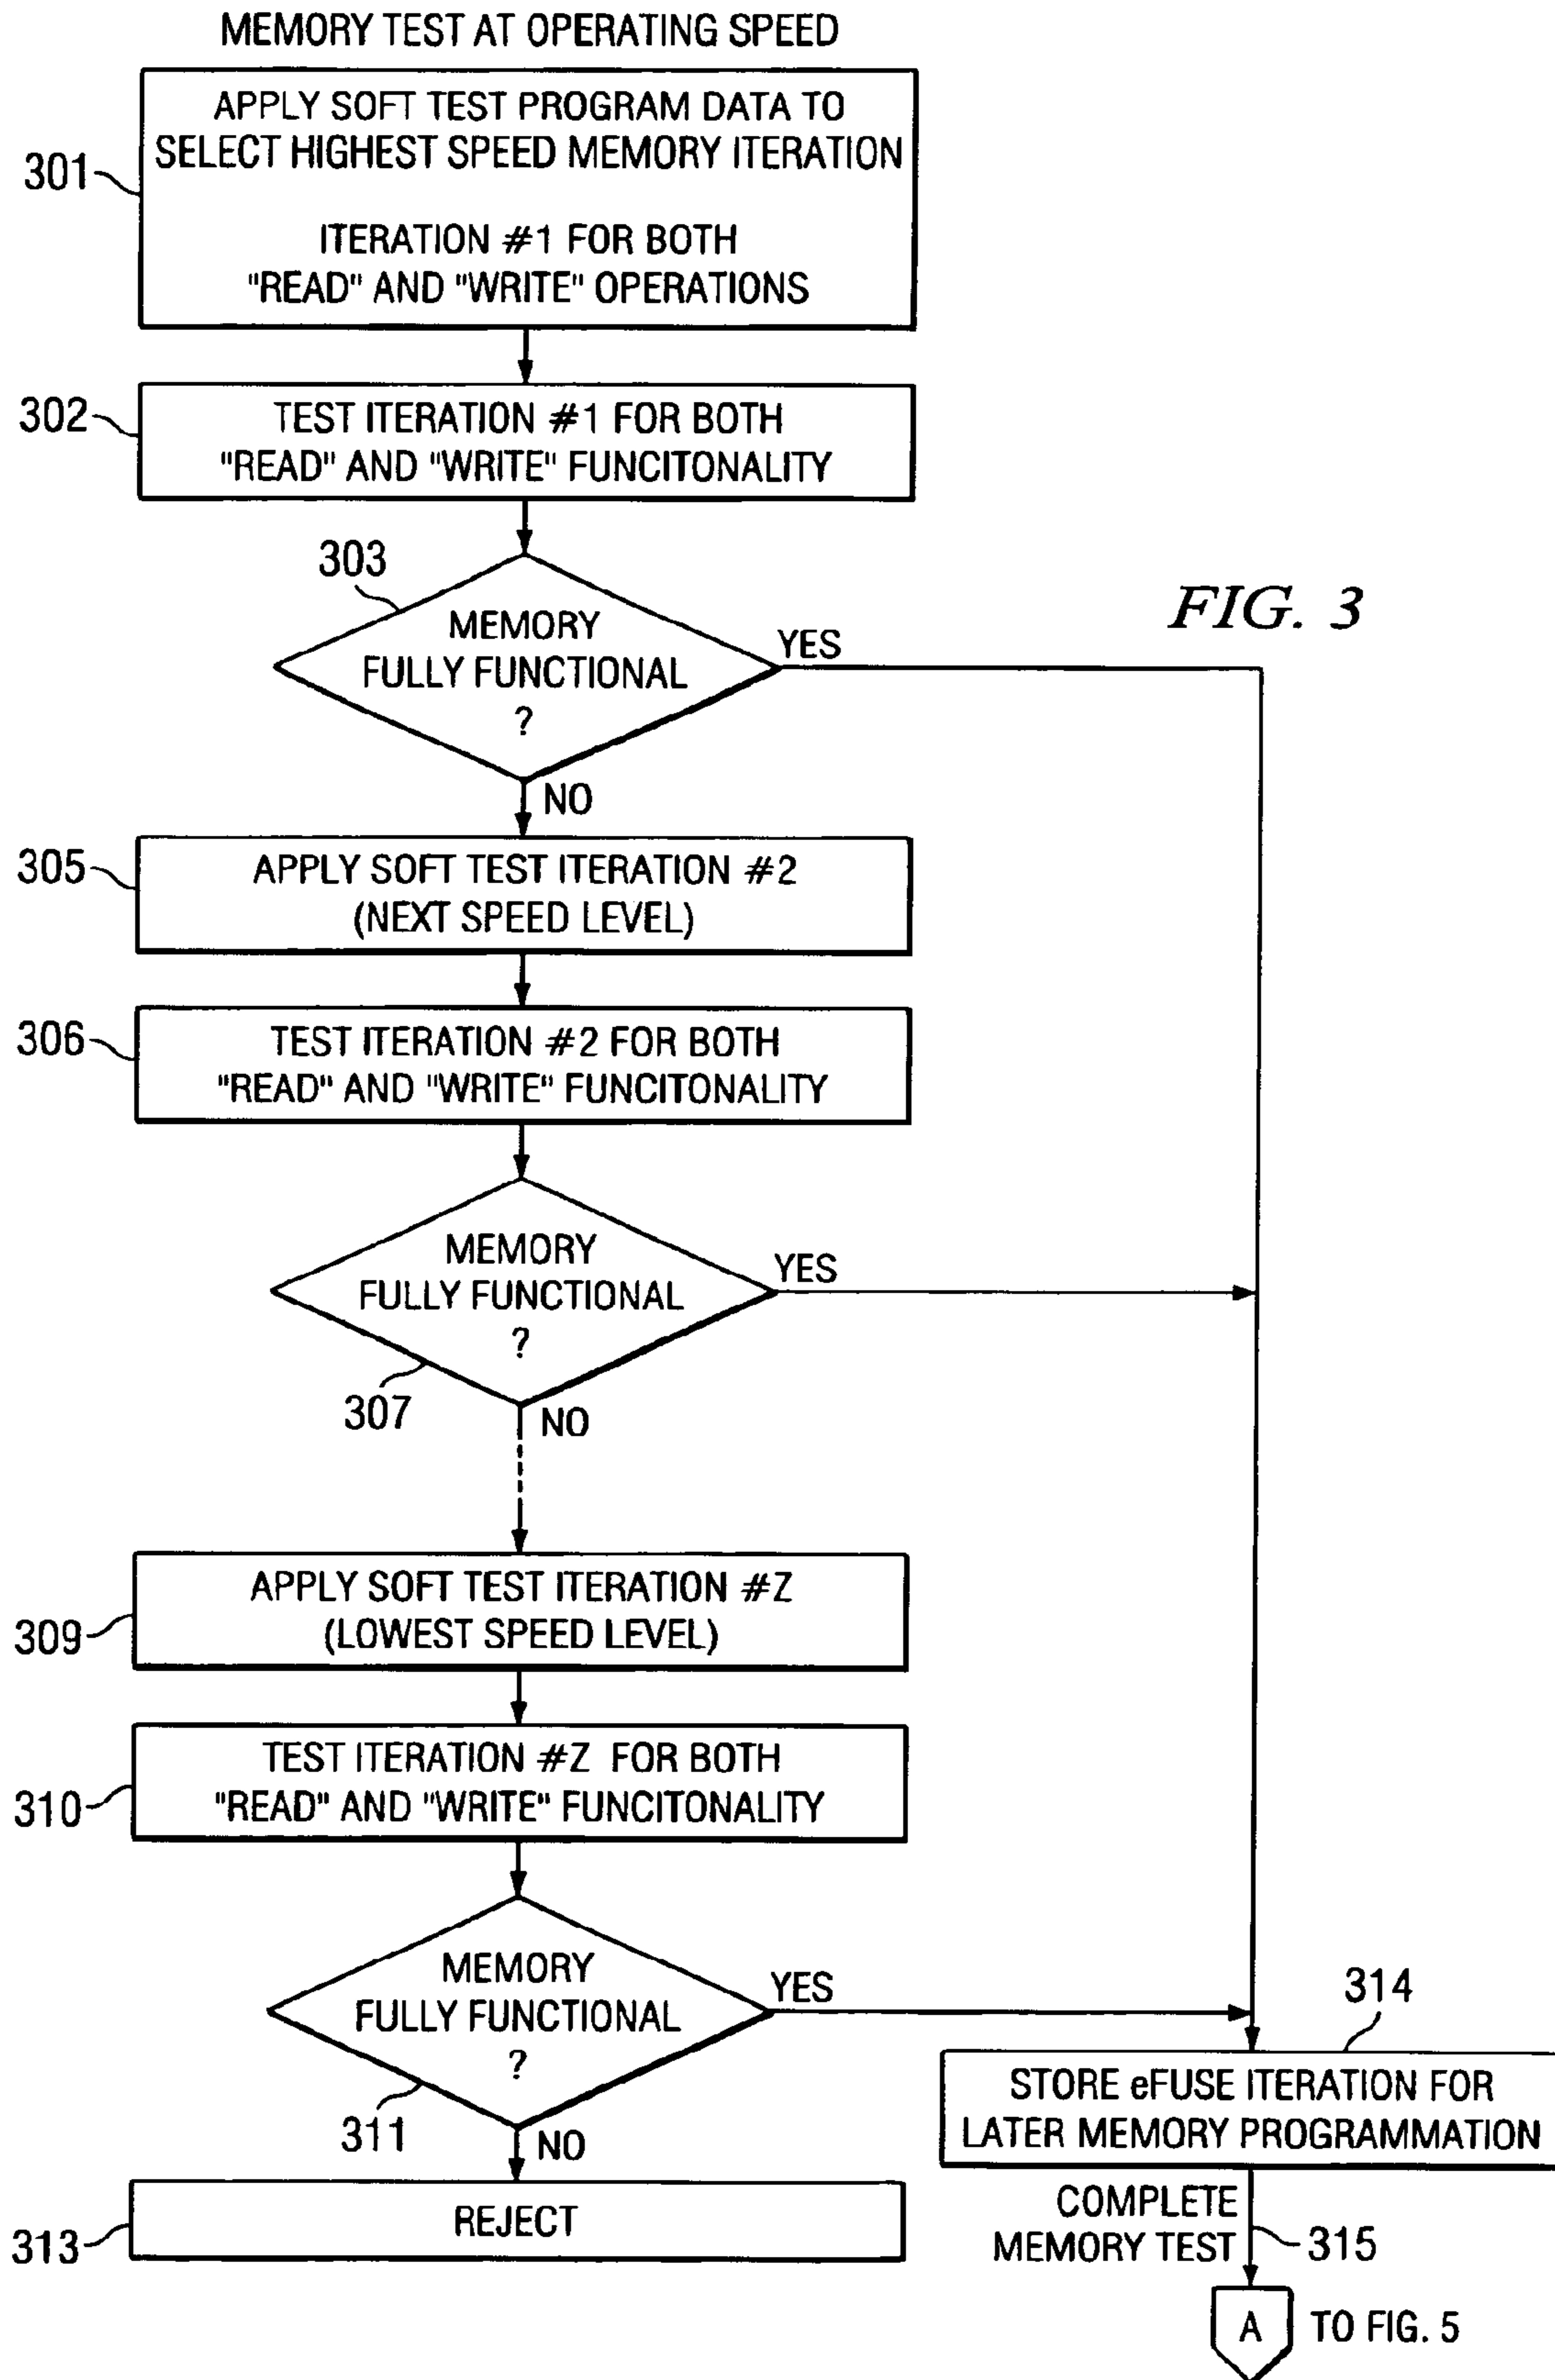 MEMORY TEST AT OPERATING SPEED
APPLY SOFT TEST PROGRAM DATA TO
SELECT HIGHEST SPEED MEMORY ITERATION
301
ITERATION #1 FOR BOTH
"READ" AND "WRITE" OPERATIONS
302
TEST ITERATION #1 FOR BOTH
"READ" AND "WRITE" FUNCITONALITY
303
MEMORY
FULLY FUNCTIONAL
?
YES
FIG. 3
NO
305
APPLY SOFT TEST ITERATION #2
(NEXT SPEED LEVEL)
306
TEST ITERATION #2 FOR BOTH
"READ" AND "WRITE" FUNCITONALITY
MEMORY
FULLY FUNCTIONAL
?
YES
307
NO
APPLY SOFT TEST ITERATION #Z
(LOWEST SPEED LEVEL)
309
TEST ITERATION #Z FOR BOTH
"READ" AND "WRITE" FUNCITONALITY
310
MEMORY
FULLY FUNCTIONAL
?
YES
311
NO
314
STORE eFUSE ITERATION FOR
LATER MEMORY PROGRAMMATION
REJECT
313
COMPLETE
MEMORY TEST
315
A
TO FIG. 5